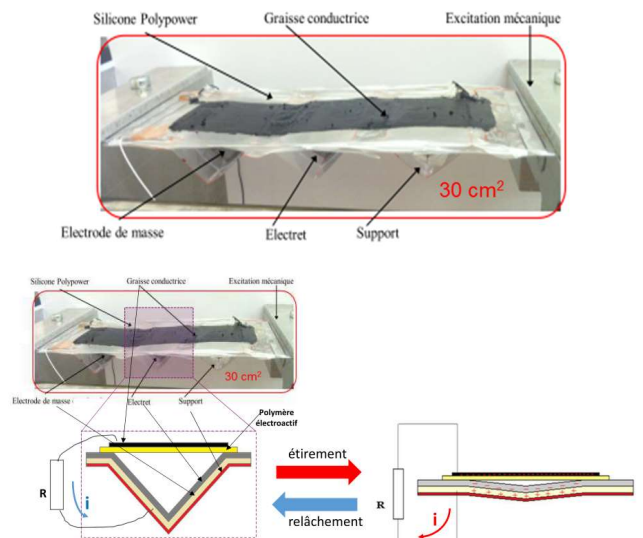 Silicone Polypower
Graisse conductrice
Excitation mécanique
30 cm²
Electrode de masse
Electret
Support
Silicone Polypower
Graisse conductrice
Excitation mécanique
30 cm²
Electrode de masse
Electret
Support
Polymère
électroactif
R
i
étirement
relâchement
R
i